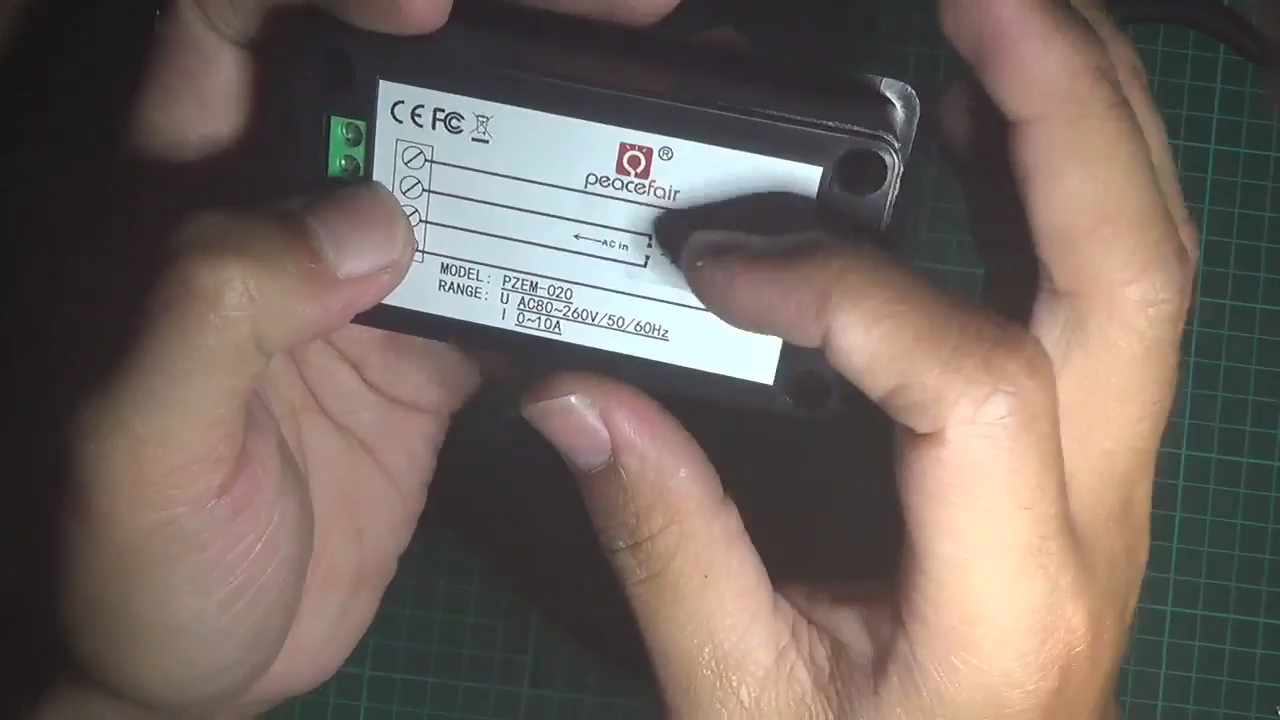 CE FC
®
peacefair
AC in
MODEL: PZEM-020
RANGE: U AC80~260V/50/60Hz
I 0~10A